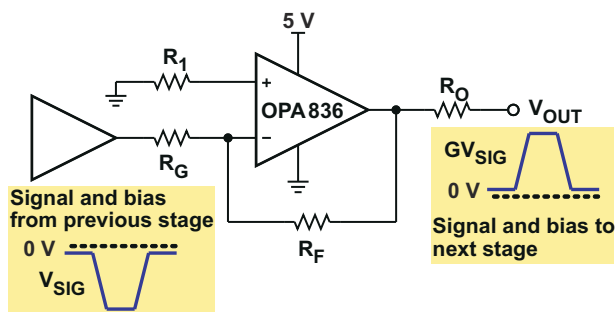 5 V
R1
+
OPA836
−
RO
VOUT
RG
GVSIG
0 V
Signal and bias to
next stage
Signal and bias
from previous stage
0 V
VSIG
RF